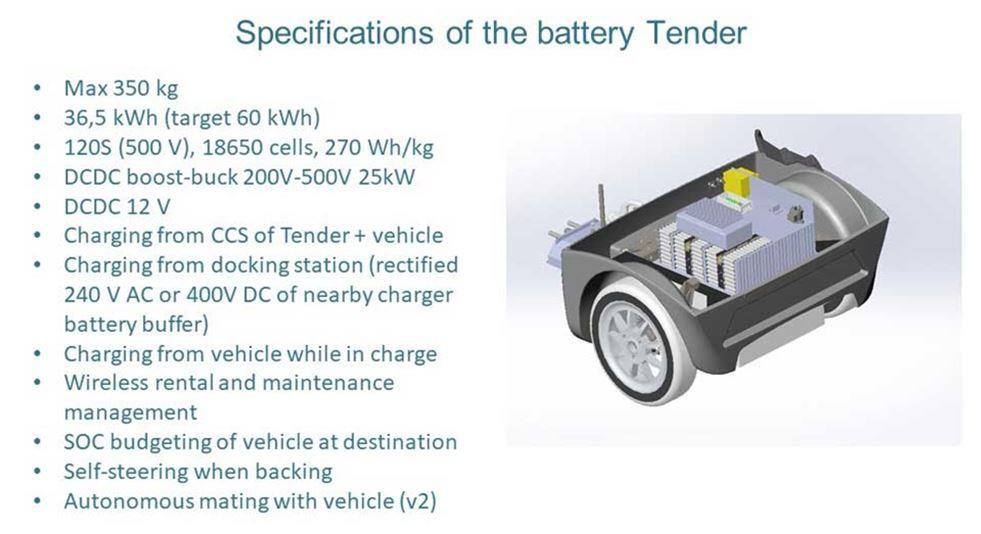 Specifications of the battery Tender
• Max 350 kg
• 36,5 kWh (target 60 kWh)
• 120S (500 V), 18650 cells, 270 Wh/kg
• DCDC boost-buck 200V-500V 25kW
• DCDC 12 V
• Charging from CCS of Tender + vehicle
• Charging from docking station (rectified
240 V AC or 400V DC of nearby charger
battery buffer)
• Charging from vehicle while in charge
• Wireless rental and maintenance
management
• SOC budgeting of vehicle at destination
• Self-steering when backing
• Autonomous mating with vehicle (v2)